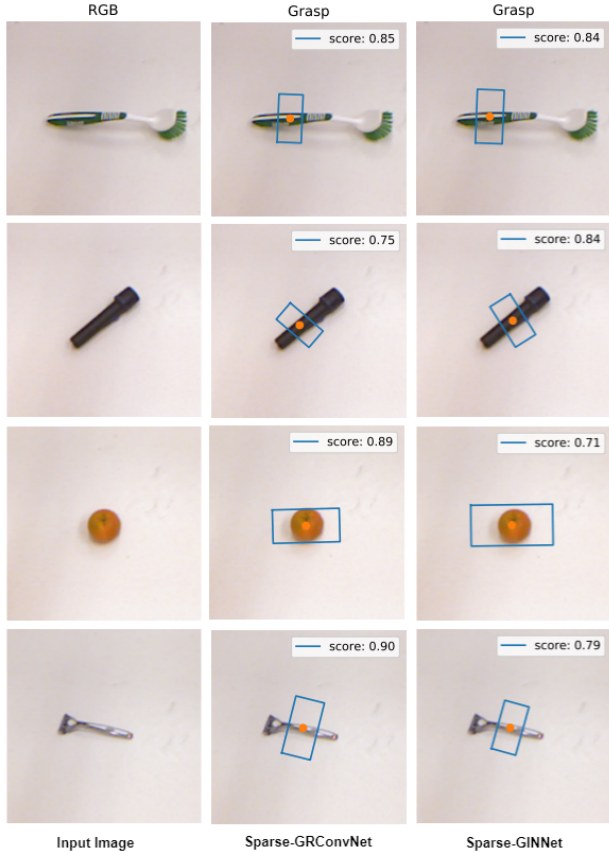 RGB
Grasp
Grasp
score: 0.85
score: 0.84
score: 0.75
score: 0.84
score: 0.89
score: 0.71
score: 0.90
score: 0.79
Input Image
Sparse-GRConvNet
Sparse-GINNet